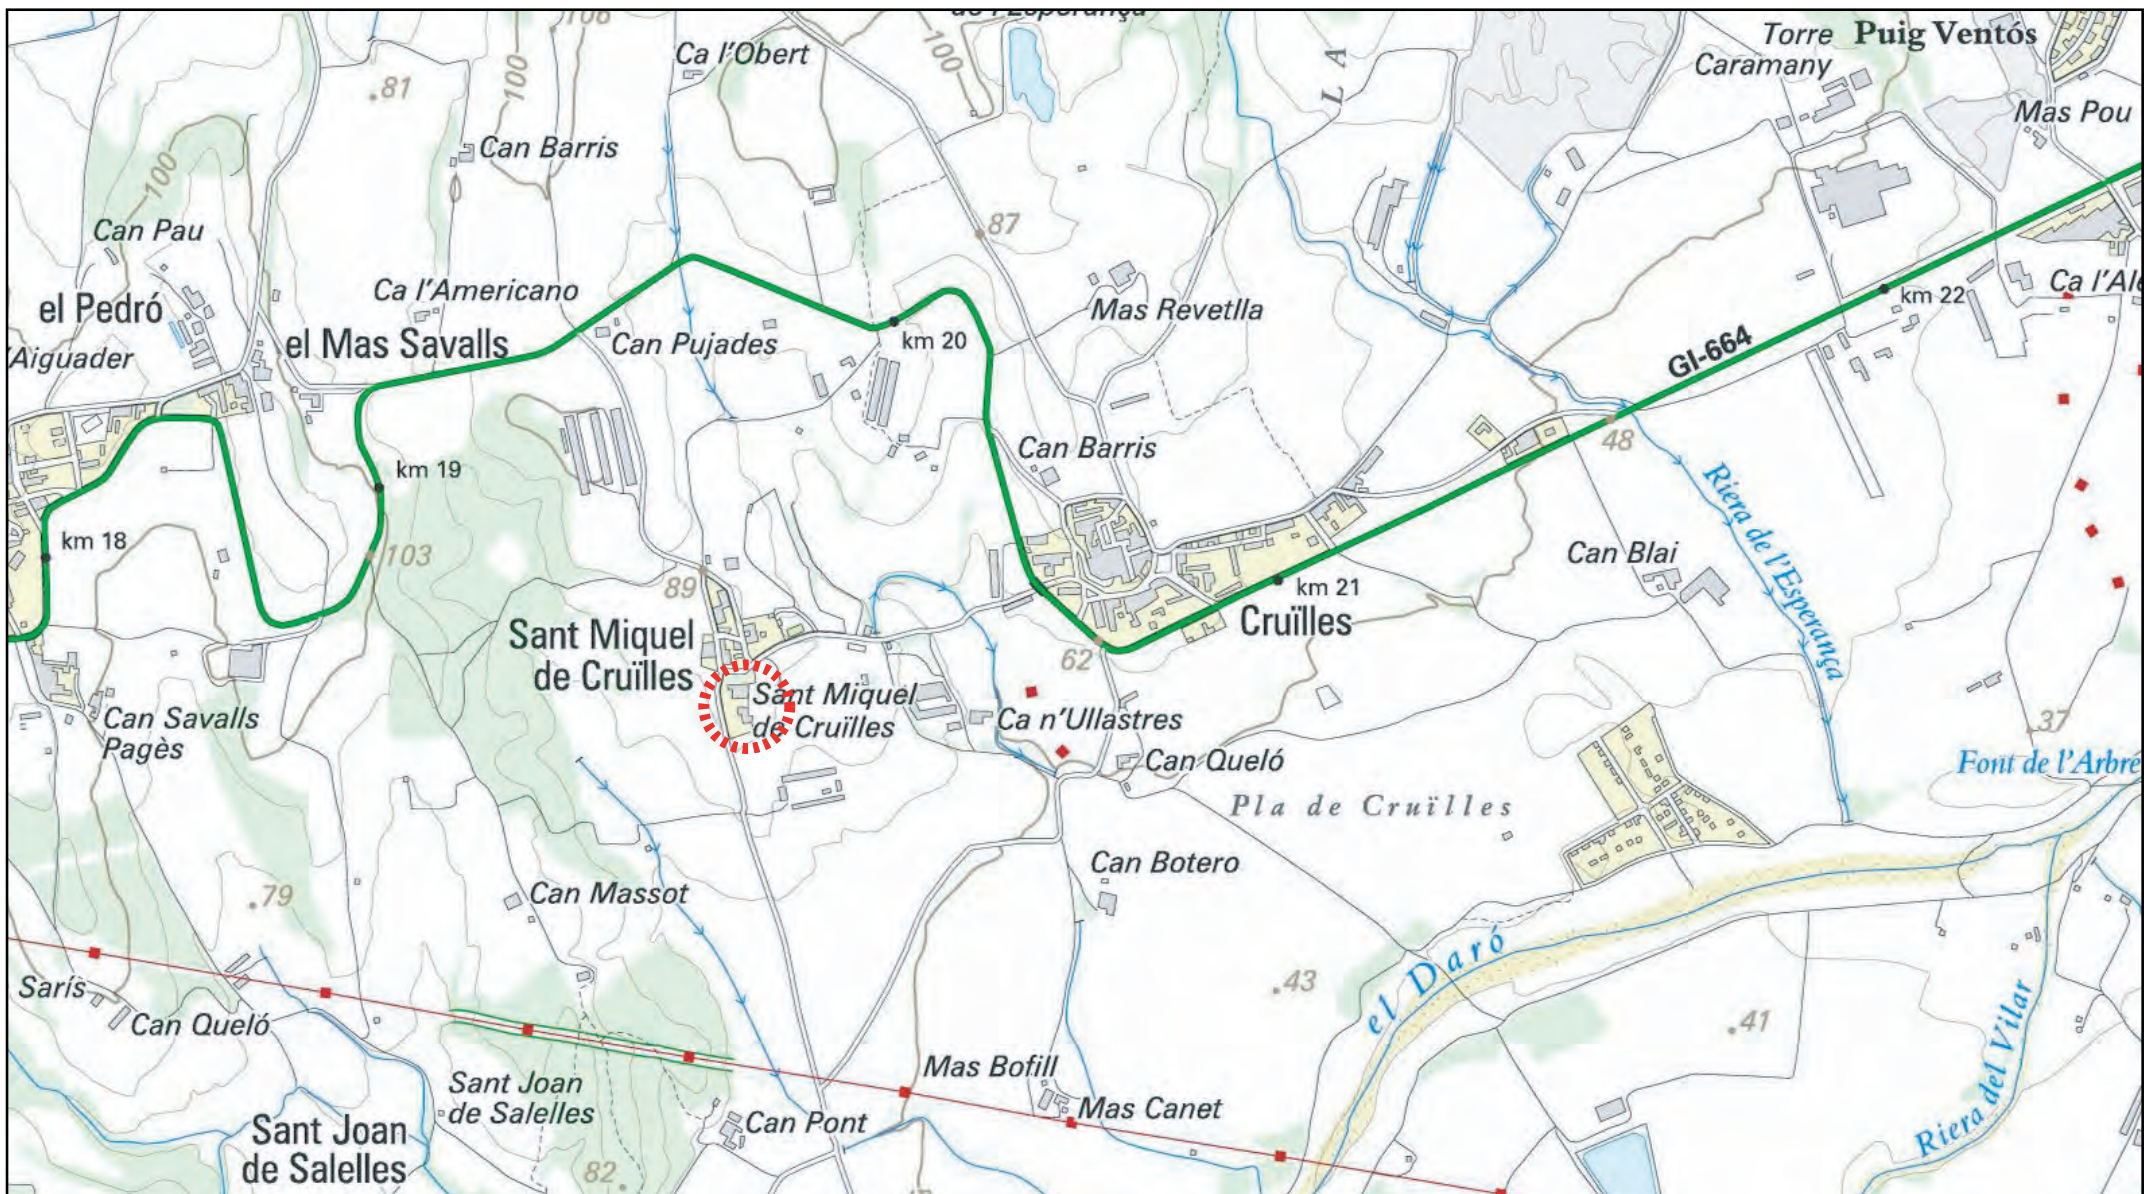 106
de l'Esperança
Ca l'Obert
100
L A
Torre
Caramany
Puig Ventós
81
100
Mas Pou
Can Barris
100
87
Can Pau
el Pedró
Ca l'Americano
Mas Revetlla
km 22
Ca l'Ale
'Aiguader
el Mas Savalls
Can Pujades
km 20
GI-664
km 19
Can Barris
48
Riera de l'Esperança
km 18
103
Can Blai
89
km 21
Cruïlles
62
Sant Miquel
de Cruïlles
Sant Miquel
de Cruïlles
Can Savalls
Pagès
Ca n'Ullastres
37
Can Queló
Font de l'Arbre
Pla de Cruïlles
Can Botero
79
Can Massot
el Daró
43
Sarís
Can Queló
41
Riera del Vilar
Sant Joan
de Salelles
Mas Bofill
Mas Canet
Can Pont
Sant Joan
de Salelles
82